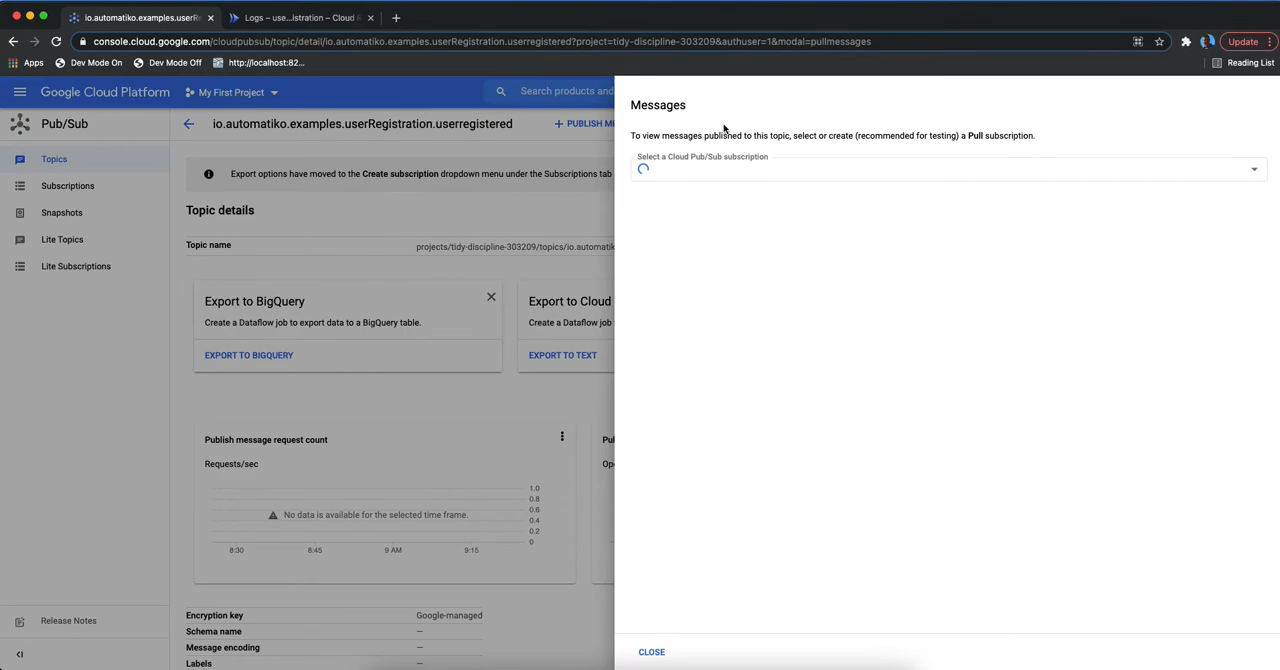 io.automatiko.examples.userRe
Logs – use...istration – Cloud R
console.cloud.google.com/cloudpubsub/topic/detail/io.automatiko.examples.userRegistration.userregistered?project=tidy-discipline-303209&authuser=1&modal=pullmessages
Update
Apps
Dev Mode On
Dev Mode Off
http://localhost:82...
Reading List
Google Cloud Platform
My First Project
Search products and
Pub/Sub
io.automatiko.examples.userRegistration.userregistered
+ PUBLISH ME
Topics
Subscriptions
Snapshots
Lite Topics
Lite Subscriptions
Release Notes
Export options have moved to the Create subscription dropdown menu under the Subscriptions tab
Topic details
Topic name
projects/tidy-discipline-303209/topics/io.automatik
Export to BigQuery
Create a Dataflow job to export data to a BigQuery table.
EXPORT TO BIGQUERY
Export to Cloud
Create a Dataflow job
EXPORT TO TEXT
Publish message request count
Requests/sec
1.0
0.8
0.6
0.4
0.2
0
No data is available for the selected time frame.
8:30
8:45
9 AM
9:15
Pul
Ope
Encryption key
Google-managed
Schema name
—
Message encoding
—
Labels
—
Messages
To view messages published to this topic, select or create (recommended for testing) a Pull subscription.
Select a Cloud Pub/Sub subscription
CLOSE